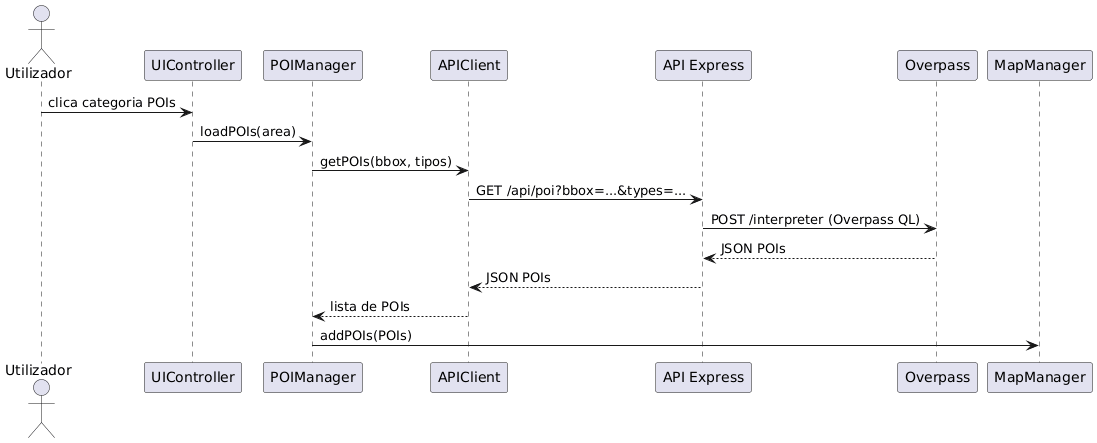 Utilizador
UIController
POIManager
APIClient
API Express
Overpass
MapManager
clica categoria POIs
loadPOIs(area)
getPOIs(bbox, tipos)
GET /api/poi?bbox=...&types=...
POST /interpreter (Overpass QL)
JSON POIs
JSON POIs
lista de POIs
addPOIs(POIs)
Utilizador
UIController
POIManager
APIClient
API Express
Overpass
MapManager